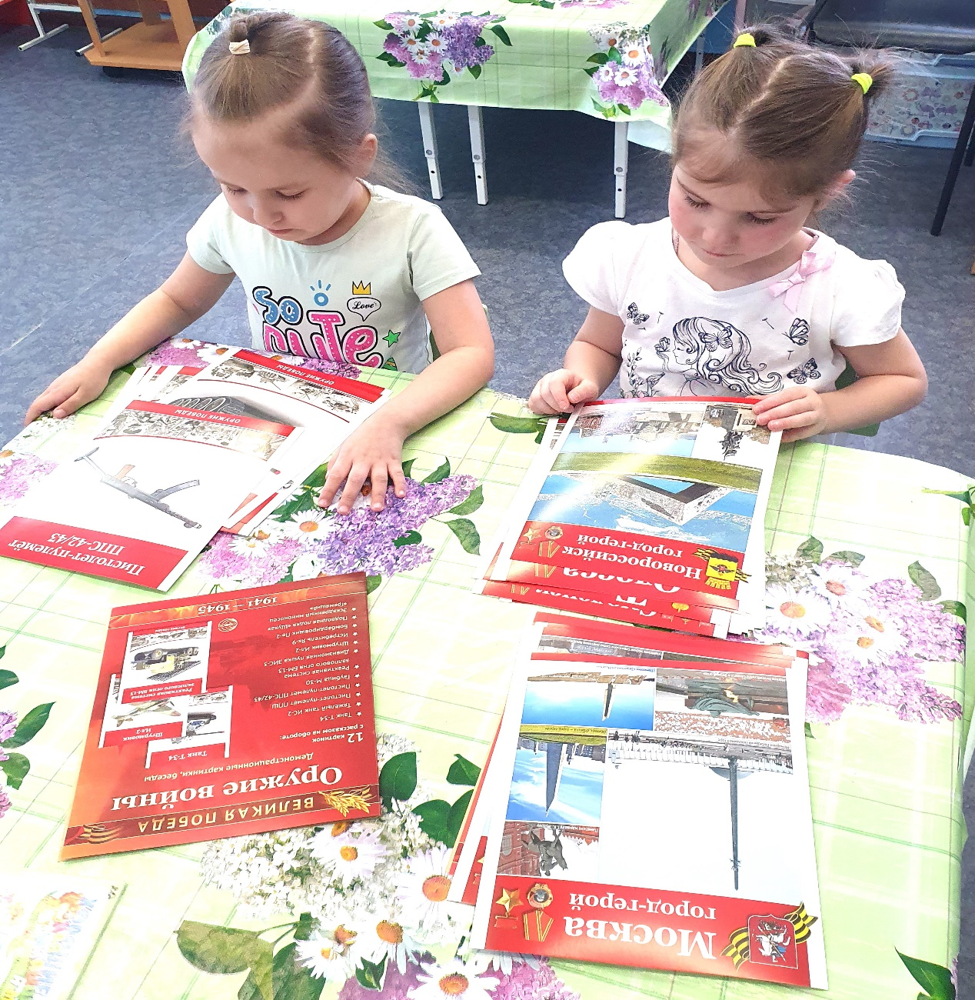 So
CUTE
Love
ОРУЖИЕ ПОБЕДЫ
ОРУЖИЕ ПОБЕДЫ
Пистолет-пулемёт
ППС-42/43
ВЕЛИКАЯ ПОБЕДА
Оружие войны
Демонстрационные картинки, беседы
12 картинок
с рассказом на обороте:
Танк Т-34
Тяжёлый танк ИС-2
Пистолет-пулемёт ППШ
Пистолет-пулемёт ППС-42/43
Гаубица М-30
Реактивная система
залпового огня БМ-13
Дивизионная пушка ЗИС-3
Штурмовик Ил-2
Истребитель Як-9
Бомбардировщик Пе-2
Подводная лодка «Щука»
Эскадренный миноносец
«Гремящий»
1941 — 1945
Танк Т-34
Штурмовик
Ил-2
Реактивная система
залпового огня БМ-13
Новороссийск
город-герой
Одесса
Москва
город-герой